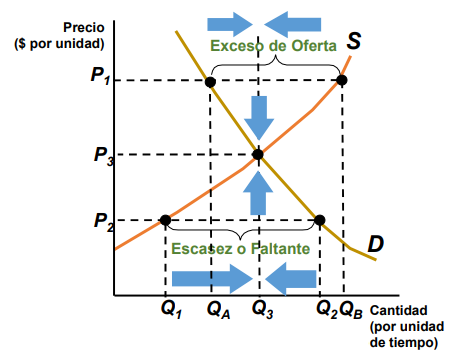 Precio
($ por unidad)
Exceso de Oferta
S
P1
P3
P2
Escasez o Faltante
D
Q1
QA
Q3
Q2
QB
Cantidad
(por unidad
de tiempo)